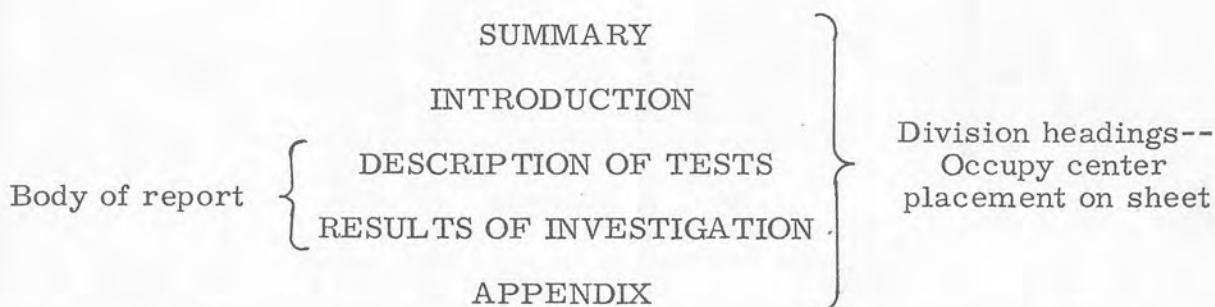 SUMMARY
INTRODUCTION
DESCRIPTION OF TESTS
RESULTS OF INVESTIGATION
APPENDIX
Body of report
Division headings--
Occupy center
placement on sheet